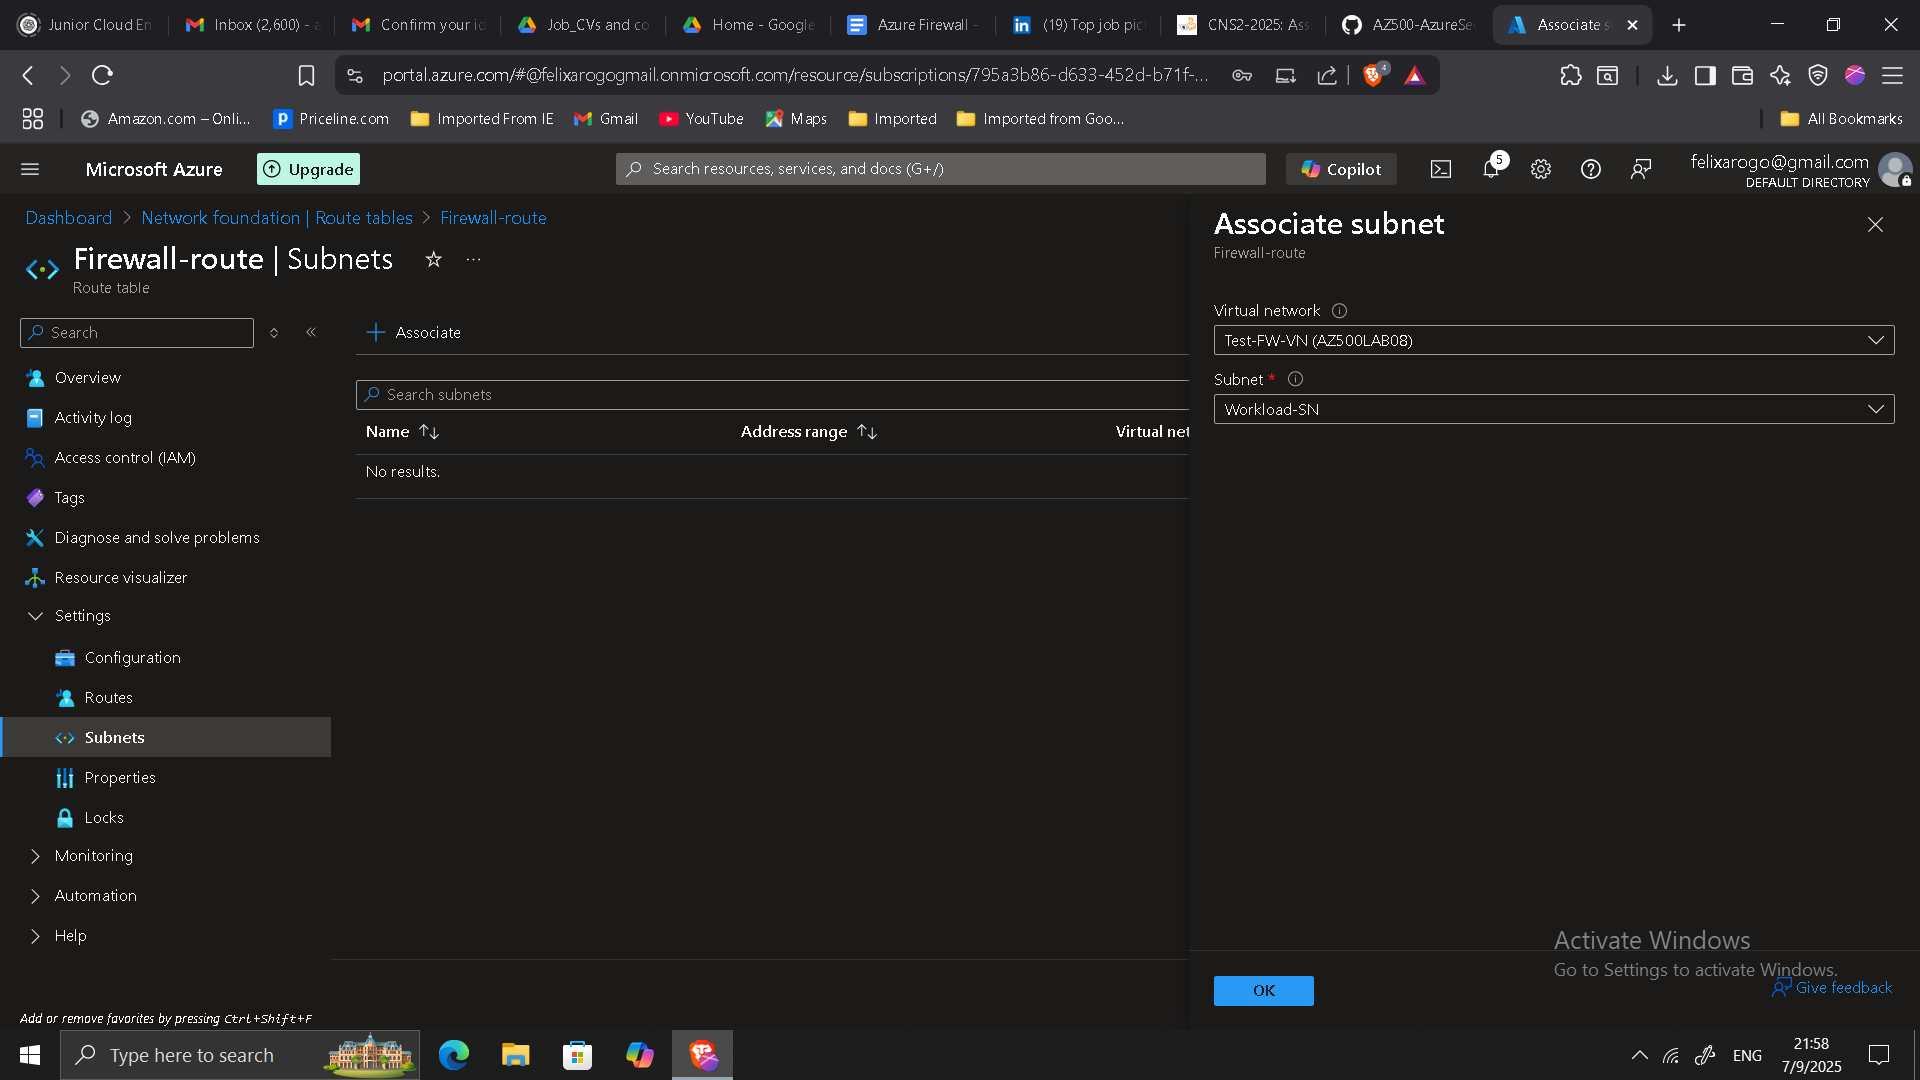 Junior Cloud En
Inbox (2,600) - a
Confirm your id
Job_CVs and co
Home - Google
Azure Firewall -
(19) Top job pic
CNS2-2025: Ass
AZ500-AzureSe
Associate s
portal.azure.com/#@felixarogogmail.onmicrosoft.com/resource/subscriptions/795a3b86-d633-452d-b71f-...
4
Amazon.com – Onli...
Priceline.com
Imported From IE
Gmail
YouTube
Maps
Imported
Imported from Goo...
All Bookmarks
Microsoft Azure
Upgrade
Search resources, services, and docs (G+/)
Copilot
5
felixarogo@gmail.com
DEFAULT DIRECTORY
Dashboard > Network foundation | Route tables > Firewall-route
Firewall-route | Subnets
Route table
Search
Overview
Activity log
Access control (IAM)
Tags
Diagnose and solve problems
Resource visualizer
Settings
Configuration
Routes
Subnets
Properties
Locks
Monitoring
Automation
Help
Add or remove favorites by pressing Ctrl+Shift+F
Associate
Search subnets
Name
Address range
Virtual net
No results.
Associate subnet
Firewall-route
Virtual network
Test-FW-VN (AZ500LAB08)
Subnet *
Workload-SN
Activate Windows
Go to Settings to activate Windows.
OK
Give feedback
Type here to search
ENG
21:58
7/9/2025